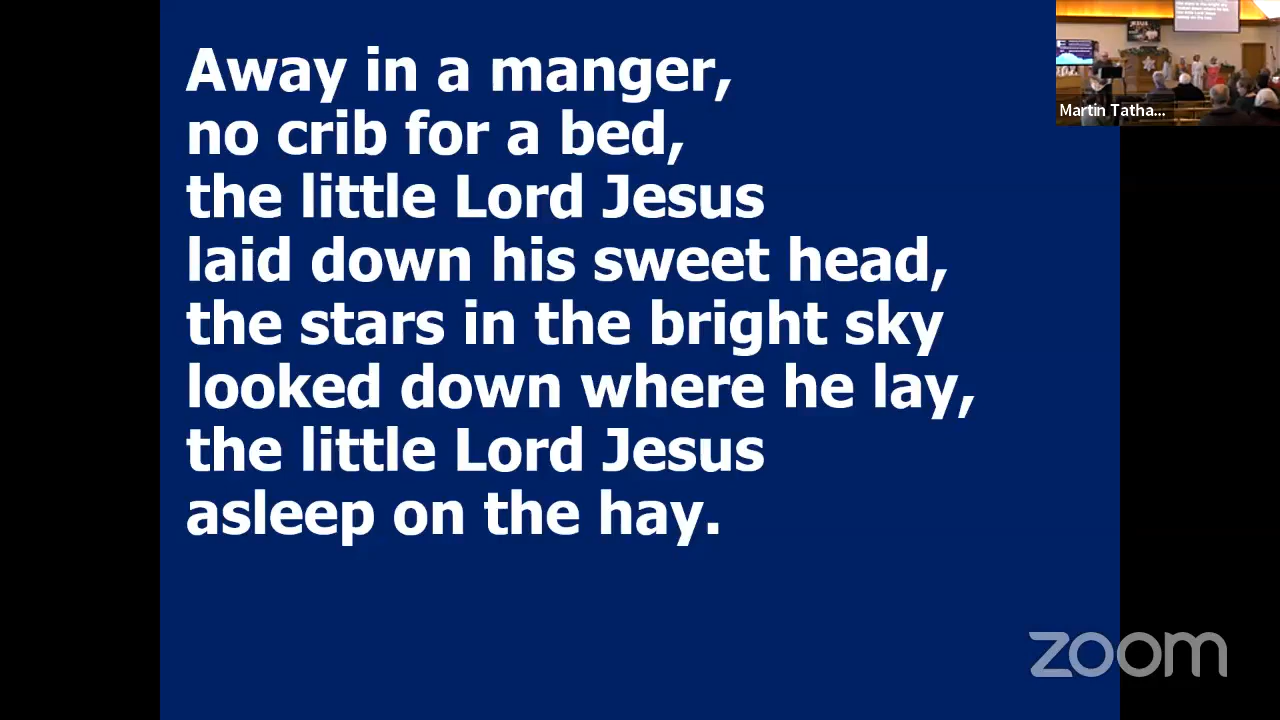 Away in a manger,
no crib for a bed,
the little Lord Jesus
laid down his sweet head,
the stars in the bright sky
looked down where he lay,
the little Lord Jesus
asleep on the hay.
Martin Tatha...
zoom